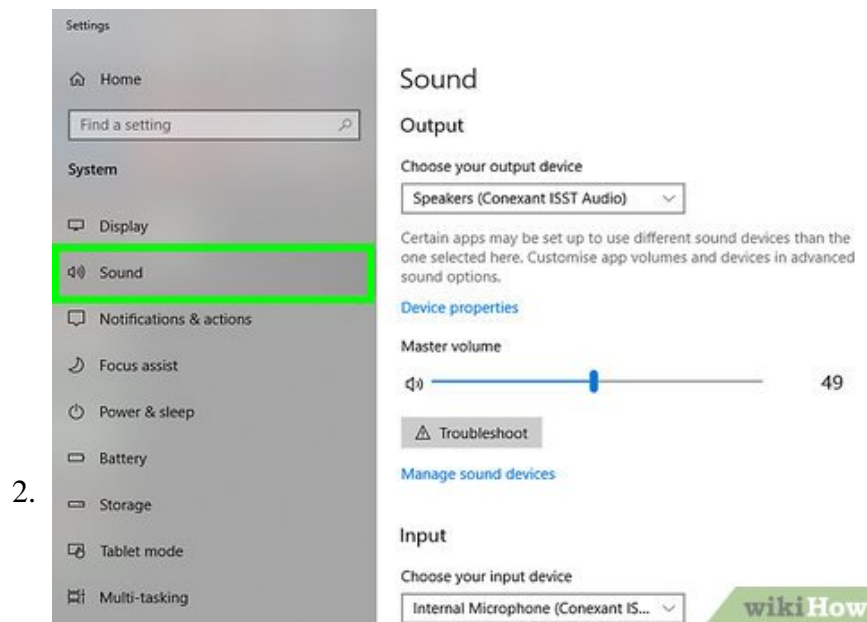 Settings
Home
Find a setting
System
Display
Sound
Notifications & actions
Focus assist
Power & sleep
Battery
2.
Storage
Tablet mode
Multi-tasking
Sound
Output
Choose your output device
Speakers (Conexant ISST Audio)
Certain apps may be set up to use different sound devices than the
one selected here. Customise app volumes and devices in advanced
sound options.
Device properties
Master volume
49
Troubleshoot
Manage sound devices
Input
Choose your input device
Internal Microphone (Conexant IS...
wikiHow